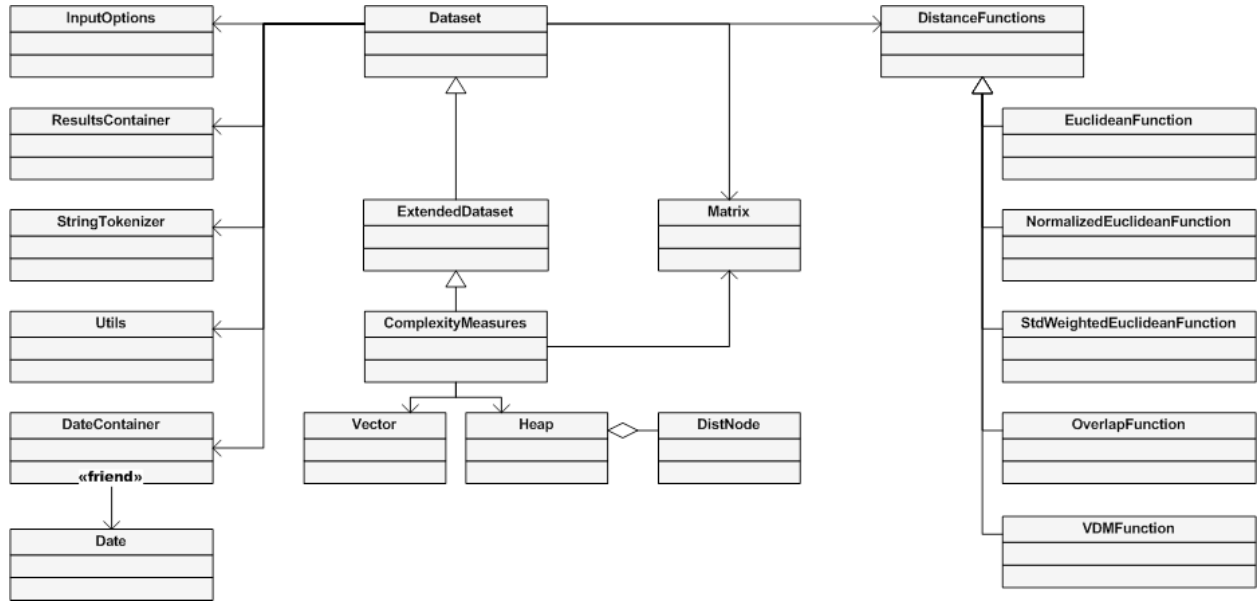 InputOptions
Dataset
DistanceFunctions
ResultsContainer
EuclideanFunction
ExtendedDataset
Matrix
StringTokenizer
NormalizedEuclideanFunction
Utils
ComplexityMeasures
StdWeightedEuclideanFunction
DateContainer
Vector
Heap
DistNode
OverlapFunction
«friend»
Date
VDMFunction